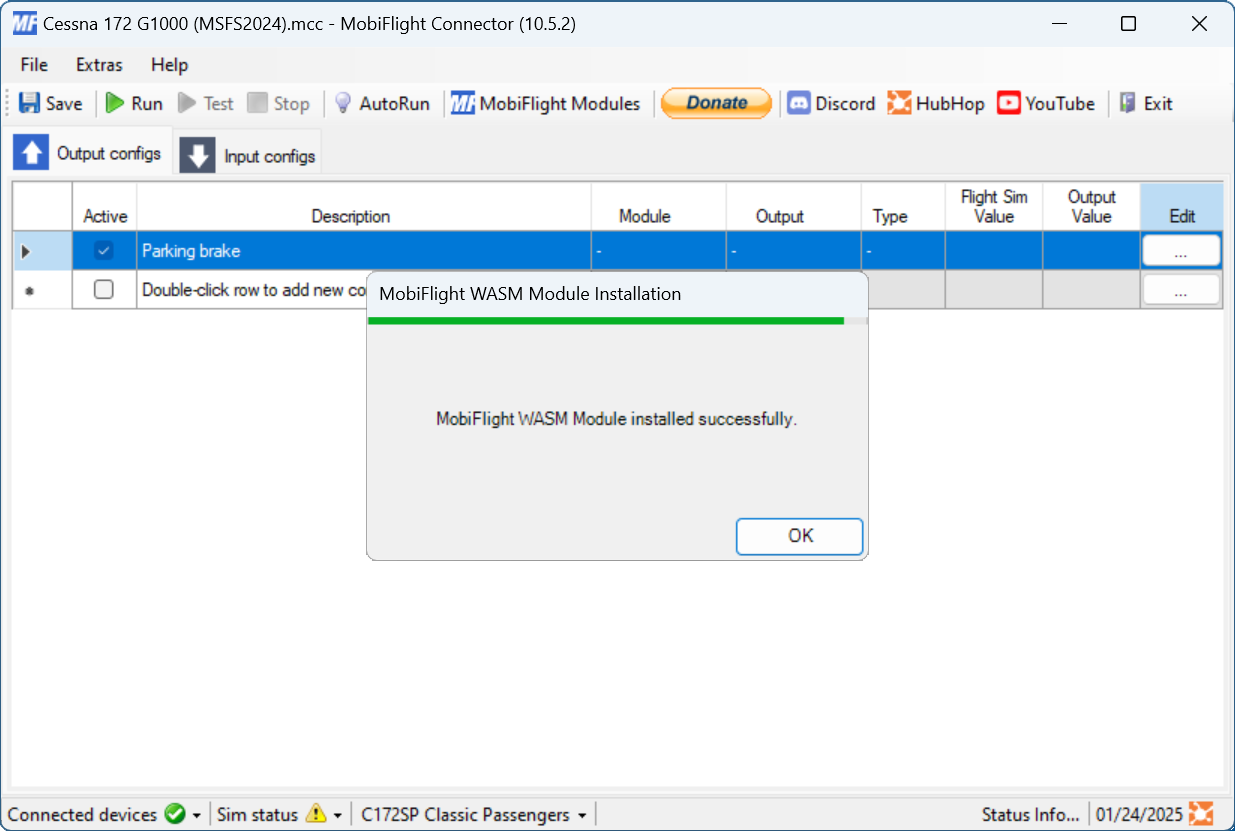 MF Cessna 172 G1000 (MSFS2024).mcc - MobiFlight Connector (10.5.2)
File Extras Help
Save Run Test Stop AutoRun MF MobiFlight Modules Donate Discord HubHop YouTube Exit
Output configs Input configs
Active Description Module Output Type Flight Sim Value Output Value Edit
Parking brake - - - ...
Double-click row to add new co ...
MobiFlight WASM Module Installation
MobiFlight WASM Module installed successfully.
OK
Connected devices Sim status C172SP Classic Passengers Status Info... 01/24/2025